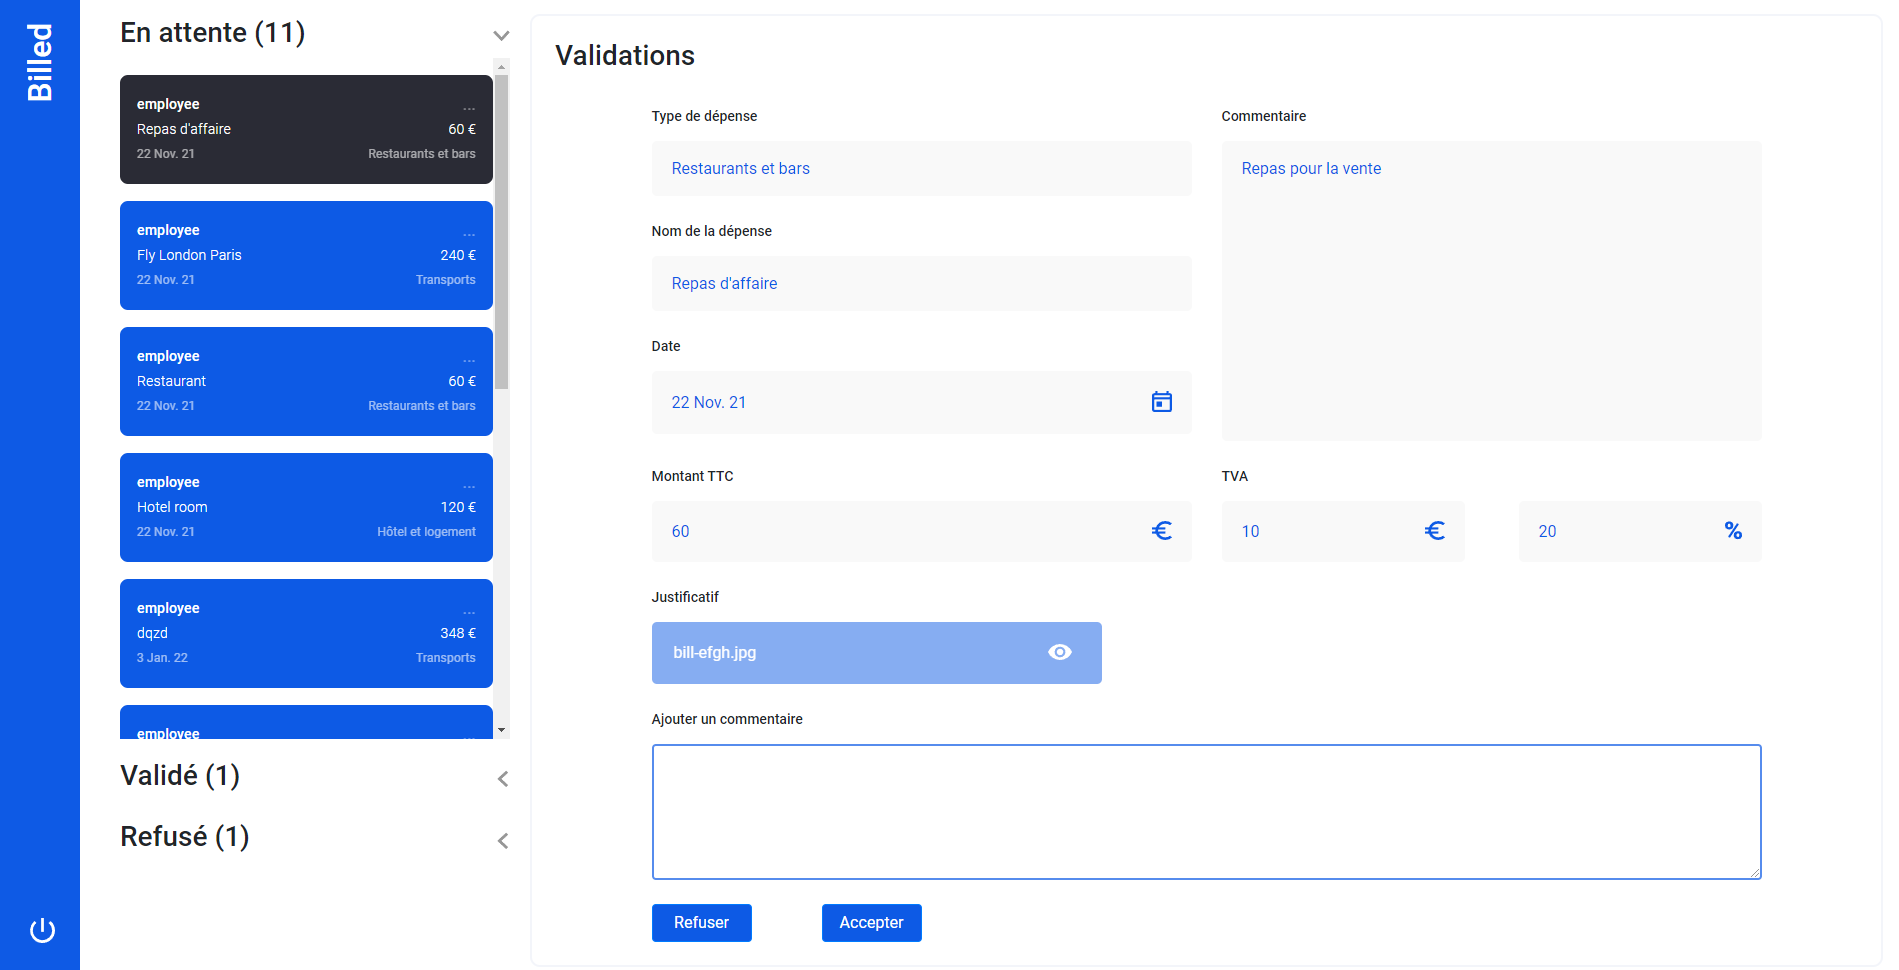 Billed
En attente (11)
employee
...
Repas d'affaire
60 €
22 Nov. 21
Restaurants et bars
employee
...
Fly London Paris
240 €
22 Nov. 21
Transports
employee
...
Restaurant
60 €
22 Nov. 21
Restaurants et bars
employee
...
Hotel room
120 €
22 Nov. 21
Hôtel et logement
employee
...
dqzd
348 €
3 Jan. 22
Transports
employee
...
Validé (1)
Refusé (1)
Validations
Type de dépense
Restaurants et bars
Nom de la dépense
Repas d'affaire
Date
22 Nov. 21
Commentaire
Repas pour la vente
Montant TTC
60 €
TVA
10 €
20 %
Justificatif
bill-efgh.jpg
Ajouter un commentaire
Refuser
Accepter